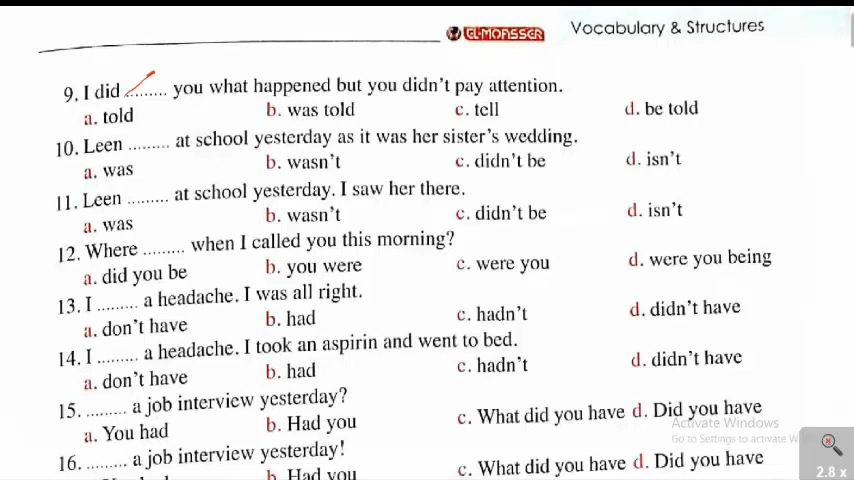 EL-MOASSER Vocabulary & Structures
9. I did ......... you what happened but you didn't pay attention.
a. told b. was told c. tell d. be told
10. Leen ......... at school yesterday as it was her sister's wedding.
a. was b. wasn't c. didn't be d. isn't
11. Leen ......... at school yesterday. I saw her there.
a. was b. wasn't c. didn't be d. isn't
12. Where ......... when I called you this morning?
a. did you be b. you were c. were you d. were you being
13. I ......... a headache. I was all right.
a. don't have b. had c. hadn't d. didn't have
14. I ......... a headache. I took an aspirin and went to bed.
a. don't have b. had c. hadn't d. didn't have
15. ......... a job interview yesterday?
a. You had b. Had you c. What did you have d. Did you have
Activate Windows
Go to Settings to activate W
16. ......... a job interview yesterday!
b. Had you c. What did you have d. Did you have
2.8 x